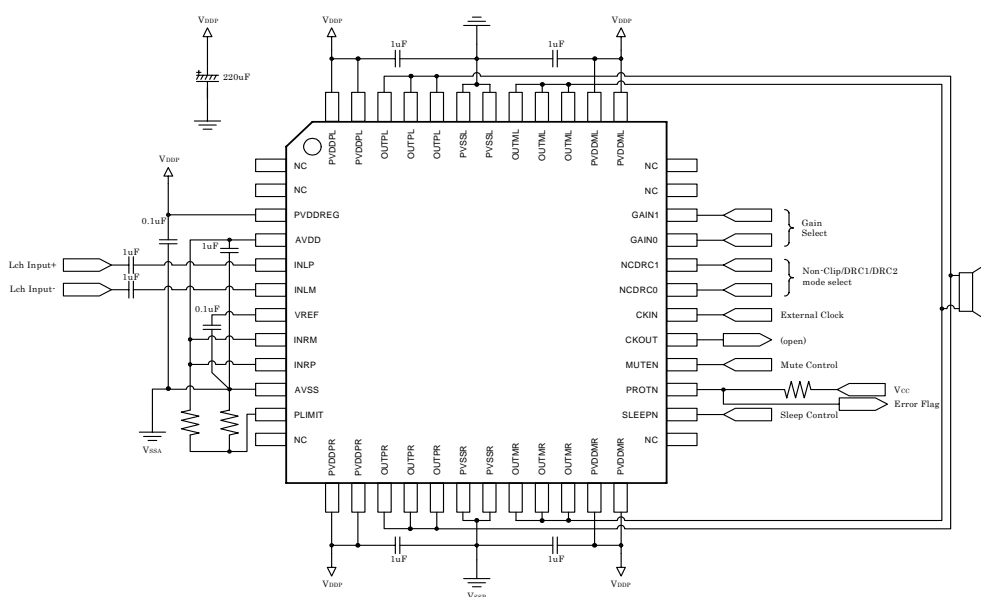 VDDP
VDDP
VDDP
1uF
1uF
220uF
PVDDPL
PVDDPL
OUTPL
OUTPL
OUTPL
PVSSL
PVSSL
OUTML
OUTML
OUTML
PVDDML
PVDDML
VDDP
0.1uF
1uF
1uF
1uF
0.1uF
Lch Input+
Lch Input-
VSSA
NC
NC
PVDDREG
AVDD
INLP
INLM
VREF
INRM
INRP
AVSS
PLIMIT
NC
NC
NC
GAIN1
GAIN0
NCDRC1
NCDRC0
CKIN
CKOUT
MUTEN
PROTN
SLEEPN
NC
Gain
Select
Non-Clip/DRC1/DRC2
mode select
External Clock
(open)
Mute Control
Vcc
Error Flag
Sleep Control
PVDDPR
PVDDPR
OUTPR
OUTPR
OUTPR
PVSSR
PVSSR
OUTMR
OUTMR
OUTMR
PVDDMR
PVDDMR
1uF
1uF
VDDP
VDDP